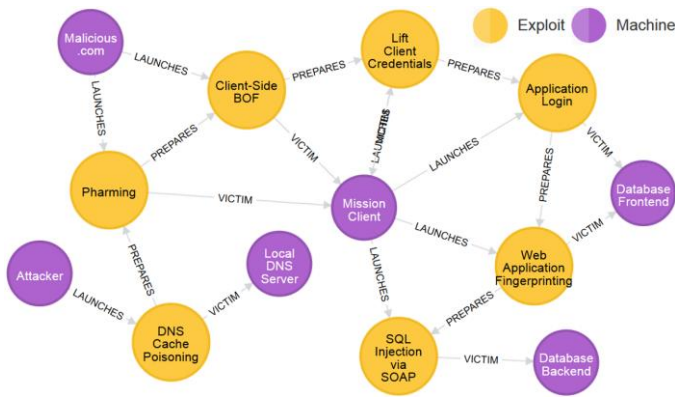 Exploit
Machine
Malicious
.com
LAUNCHES
LAUNCHES
Client-Side
BOF
PREPARES
Lift
Client
Credentials
PREPARES
Application
Login
PREPARES
VICTIM
LAUNCHES
VICTIM
PREPARES
Pharming
VICTIM
Mission
Client
LAUNCHES
LAUNCHES
VICTIM
Database
Frontend
Attacker
LAUNCHES
PREPARES
Local
DNS
Server
VICTIM
DNS
Cache
Poisoning
LAUNCHES
Web
Application
Fingerprinting
PREPARES
SQL
Injection
via
SOAP
VICTIM
Database
Backend